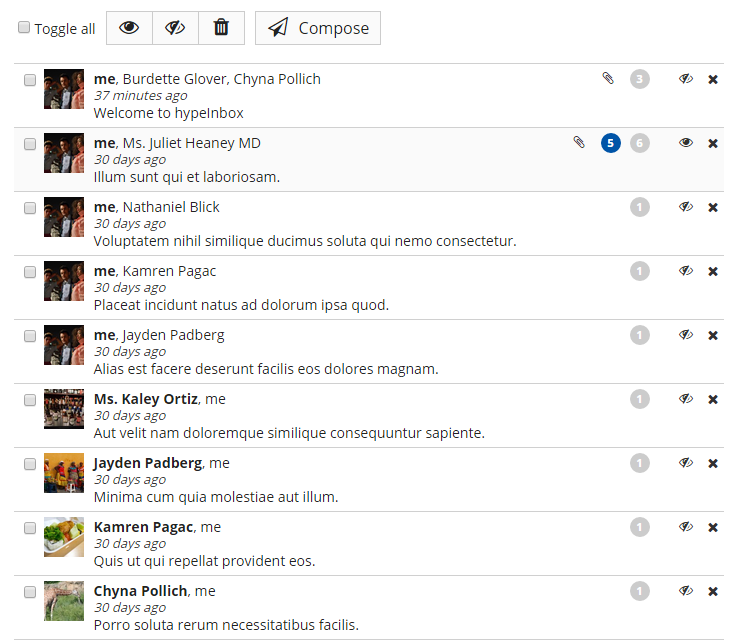 Toggle all
Compose
me, Burdette Glover, Chyna Pollich
3
37 minutes ago
Welcome to hypeInbox
me, Ms. Juliet Heaney MD
5 6
30 days ago
Illum sunt qui et laboriosam.
me, Nathaniel Blick
1
30 days ago
Voluptatem nihil similique ducimus soluta qui nemo consectetur.
me, Kamren Pagac
1
30 days ago
Placeat incidunt natus ad dolorum ipsa quod.
me, Jayden Padberg
1
30 days ago
Alias est facere deserunt facilis eos dolores magnam.
Ms. Kaley Ortiz, me
1
30 days ago
Aut velit nam doloremque similique consequuntur sapiente.
Jayden Padberg, me
1
30 days ago
Minima cum quia molestiae aut illum.
Kamren Pagac, me
1
30 days ago
Quis ut qui repellat provident eos.
Chyna Pollich, me
1
30 days ago
Porro soluta rerum necessitatibus facilis.